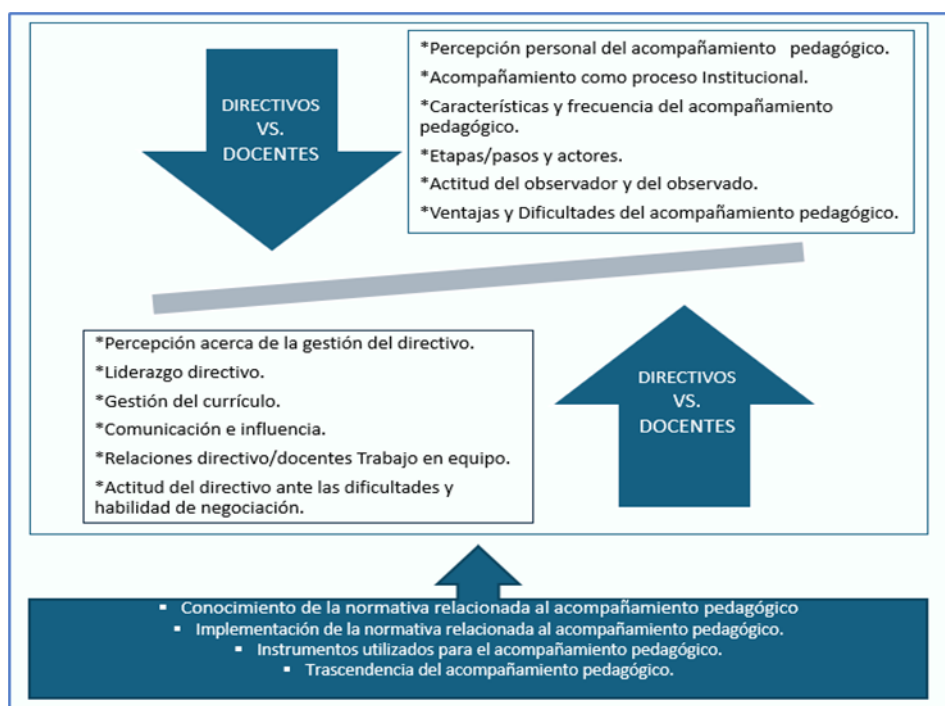 DIRECTIVOS
VS.
DOCENTES
*Percepción personal del acompañamiento pedagógico.
*Acompañamiento como proceso Institucional.
*Características y frecuencia del acompañamiento
pedagógico.
*Etapas/pasos y actores.
*Actitud del observador y del observado.
*Ventajas y Dificultades del acompañamiento pedagógico.
*Percepción acerca de la gestión del directivo.
*Liderazgo directivo.
*Gestión del currículo.
*Comunicación e influencia.
*Relaciones directivo/docentes Trabajo en equipo.
*Actitud del directivo ante las dificultades y
habilidad de negociación.
DIRECTIVOS
VS.
DOCENTES
▪ Conocimiento de la normativa relacionada al acompañamiento pedagógico
▪ Implementación de la normativa relacionada al acompañamiento pedagógico.
▪ Instrumentos utilizados para el acompañamiento pedagógico.
▪ Trascendencia del acompañamiento pedagógico.